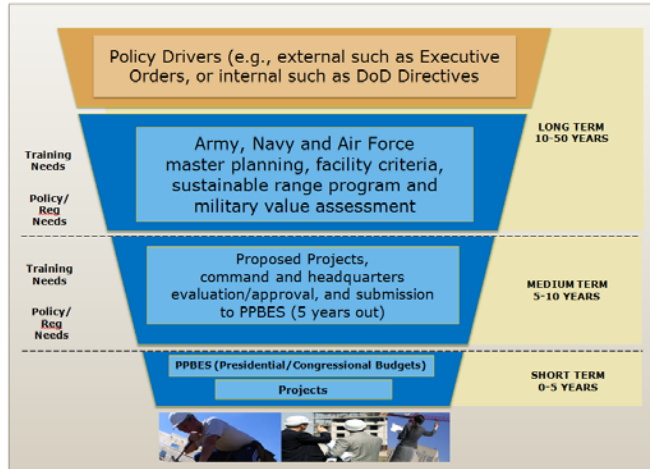 Policy Drivers (e.g., external such as Executive
Orders, or internal such as DoD Directives
LONG TERM
10-50 YEARS
Training
Needs
Policy/
Reg
Needs
Army, Navy and Air Force
master planning, facility criteria,
sustainable range program and
military value assessment
Training
Needs
Policy/
Reg
Needs
Proposed Projects,
command and headquarters
evaluation/approval, and submission
to PPBES (5 years out)
MEDIUM TERM
5-10 YEARS
PPBES (Presidential/Congressional Budgets)
Projects
SHORT TERM
0-5 YEARS